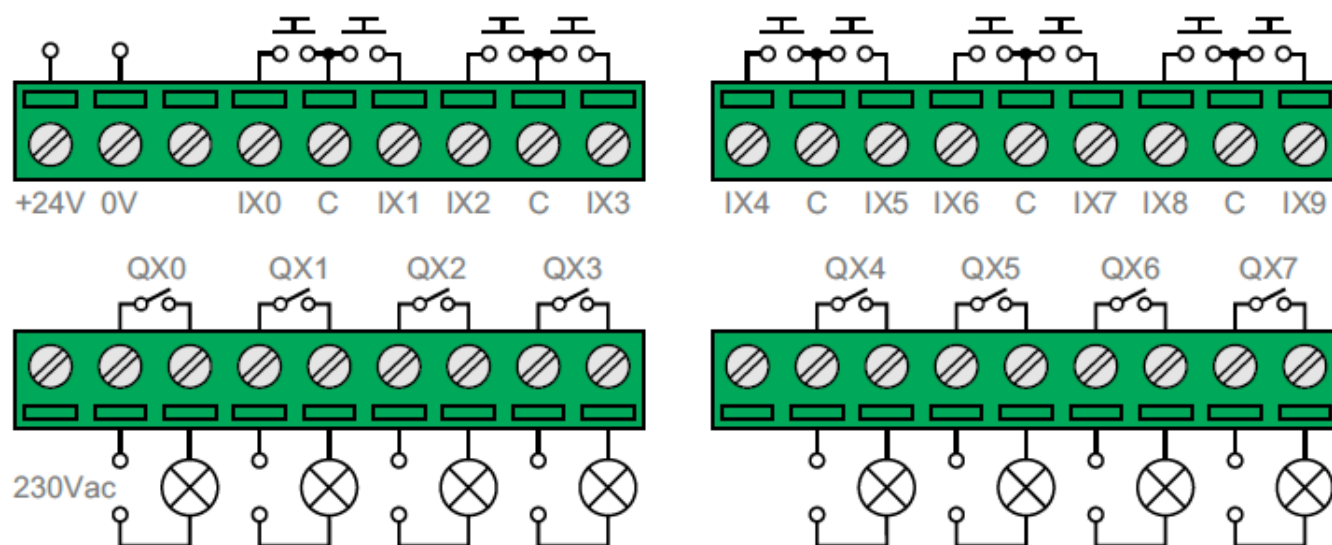 +24V 0V IX0 C IX1 IX2 C IX3 IX4 C IX5 IX6 C IX7 IX8 C IX9
QX0 QX1 QX2 QX3 QX4 QX5 QX6 QX7
230Vac